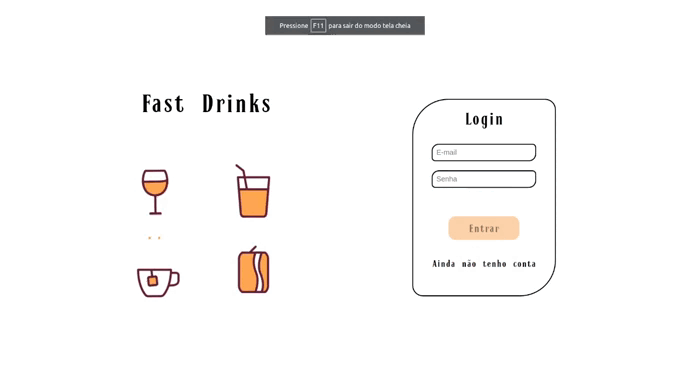 Pressione F11 para sair do modo tela cheia
Fast Drinks
Login
E-mail
Senha
Entrar
Ainda não tenho conta